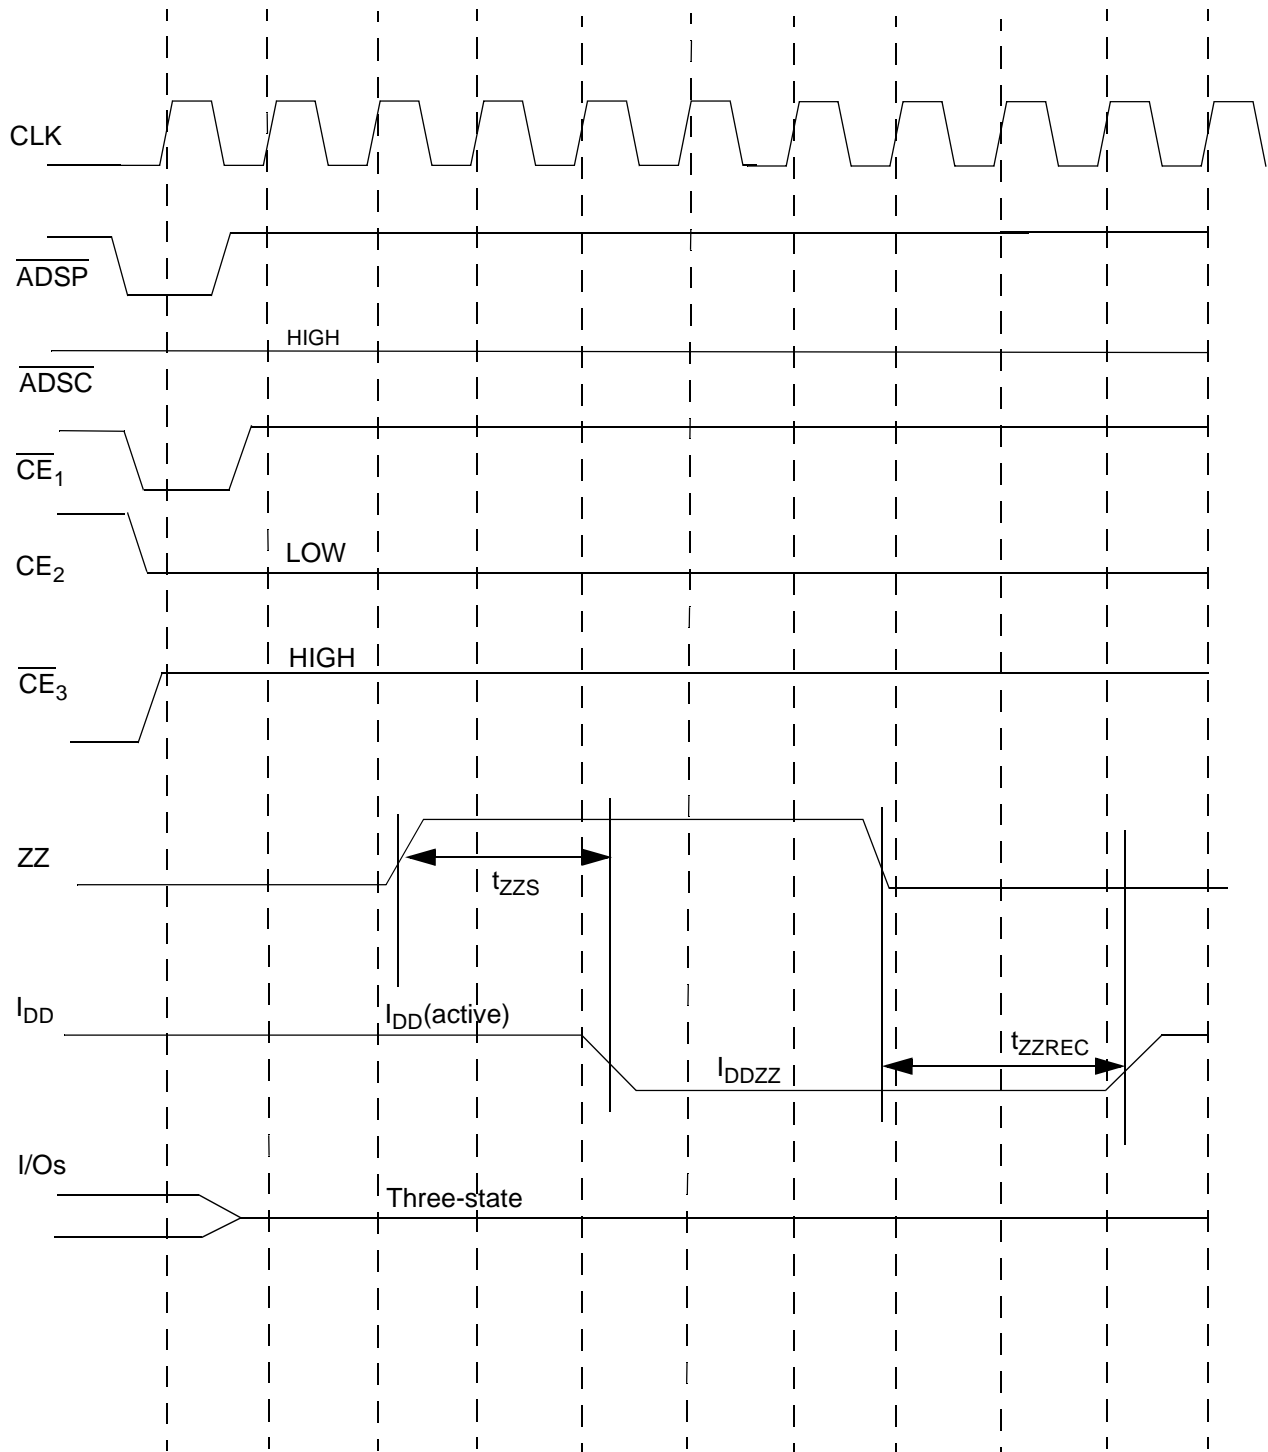 CLK
ADSP
HIGH
ADSC
CE1
LOW
CE2
HIGH
CE3
ZZ
tZZS
IDD
IDD(active)
tZZREC
IDDZZ
I/Os
Three-state